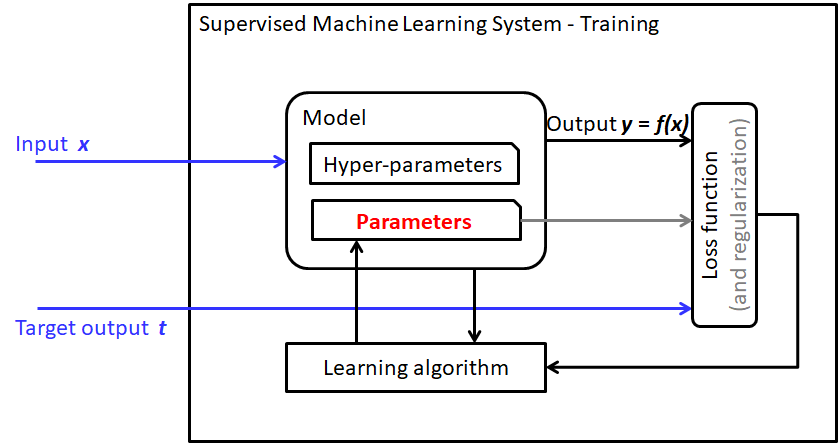 Supervised Machine Learning System - Training
Model
Output y = f(x)
Input x
Hyper-parameters
Parameters
Loss function
(and regularization)
Target output t
Learning algorithm